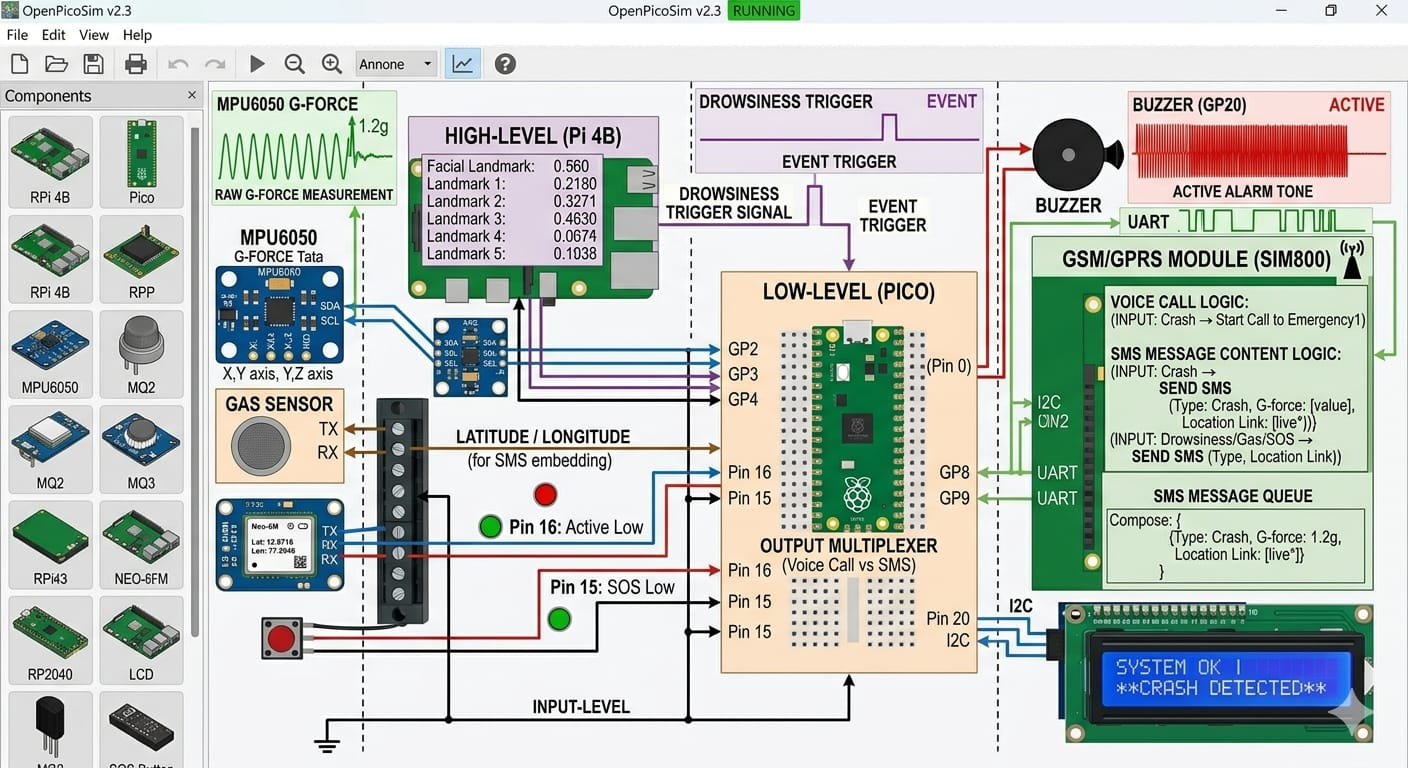 OpenPicoSim v2.3
OpenPicoSim v2.3 RUNNING
File Edit View Help
Annone
Components
RPi 4B
Pico
RPi 4B
RPP
MPU6050
MQ2
MQ2
MQ3
RPi43
NEO-6FM
RP2040
LCD
MPU6050 G-FORCE
1.2g
RAW G-FORCE MEASUREMENT
MPU6050
G-FORCE Tata
MPU6080
SDA
SCL
X,Y axis, Y,Z axis
GAS SENSOR
TX
RX
Neo-6M
Lat: 12.8716
Len: 77.2046
TX
RX
RX
HIGH-LEVEL (Pi 4B)
Facial Landmark: 0.560
Landmark 1: 0.2180
Landmark 2: 0.3271
Landmark 3: 0.4630
Landmark 4: 0.0674
Landmark 5: 0.1038
DROWSINESS TRIGGER EVENT
EVENT TRIGGER
DROWSINESS
TRIGGER SIGNAL
EVENT
TRIGGER
LATITUDE / LONGITUDE
(for SMS embedding)
Pin 16: Active Low
Pin 15: SOS Low
INPUT-LEVEL
LOW-LEVEL (PICO)
GP2
GP3
GP4
Pin 16
Pin 15
(Pin 0)
GP8
GP9
OUTPUT MULTIPLEXER
(Voice Call vs SMS)
Pin 16
Pin 15
Pin 15
Pin 20
I2C
BUZZER
BUZZER (GP20) ACTIVE
ACTIVE ALARM TONE
UART
GSM/GPRS MODULE (SIM800)
I2C
UART
UART
VOICE CALL LOGIC:
(INPUT: Crash → Start Call to Emergency1)
SMS MESSAGE CONTENT LOGIC:
(INPUT: Crash →
SEND SMS
(Type: Crash, G-force: [value],
Location Link: [live°))}
(INPUT: Drowsiness/Gas/SOS →
SEND SMS (Type, Location Link))
SMS MESSAGE QUEUE
Compose: {
{Type: Crash, G-force: 1.2g,
Location Link: [live°]}
}
I2C
SYSTEM OK |
**CRASH DETECTED**